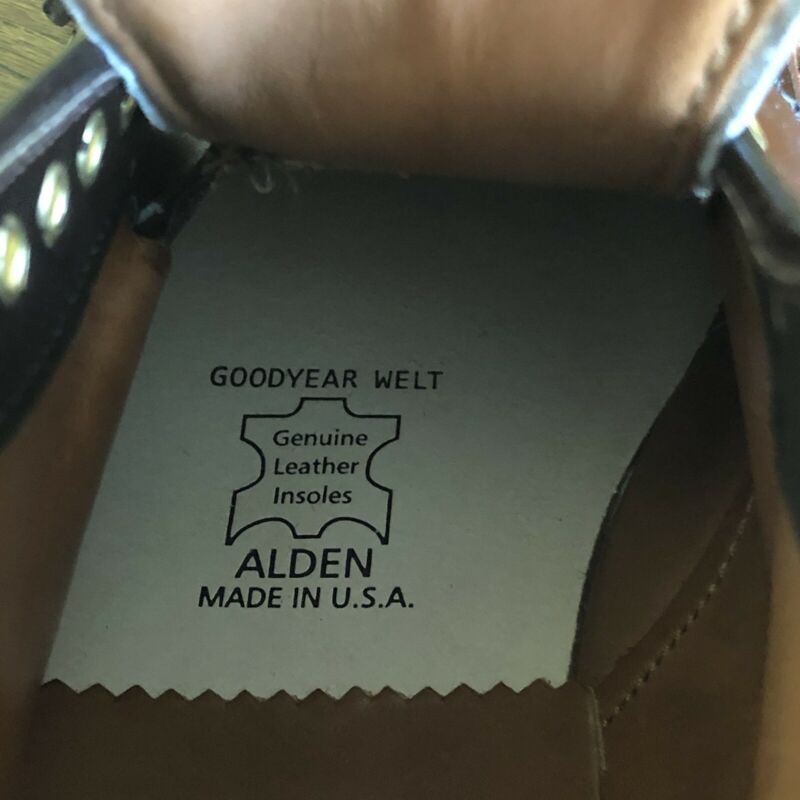 GOODYEAR WELT
Genuine
Leather
Insoles
ALDEN
MADE IN U.S.A.